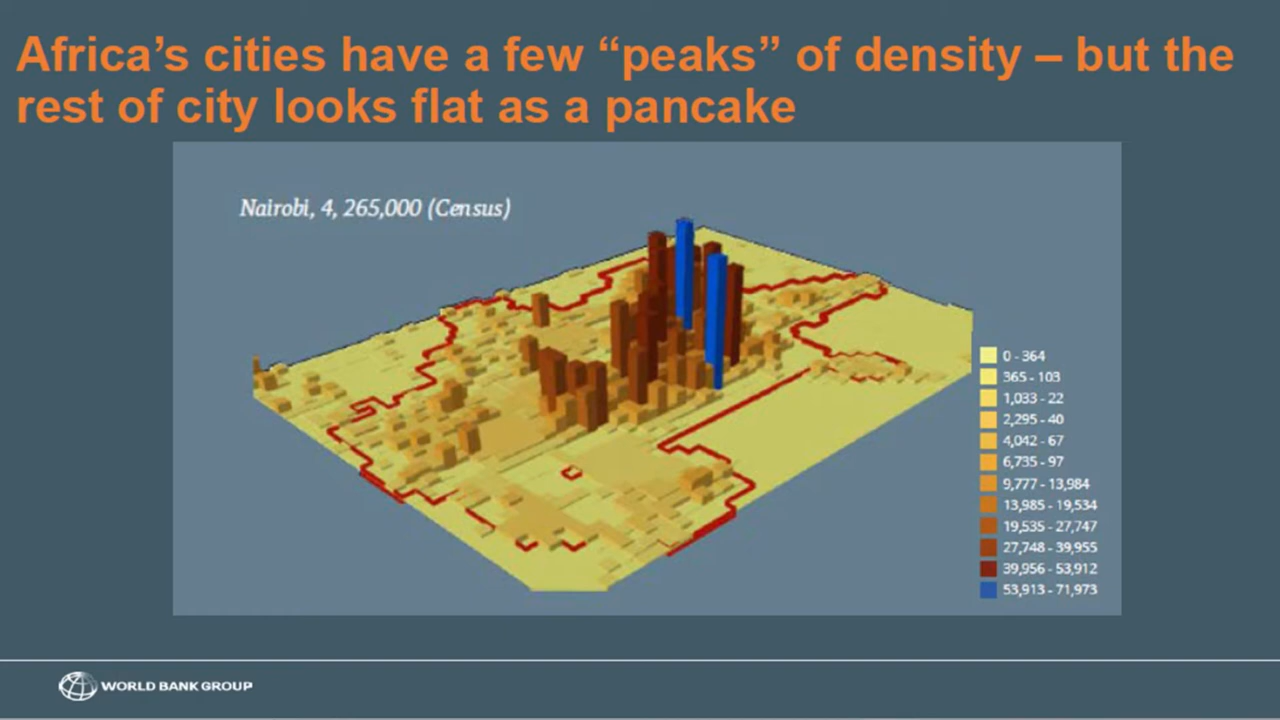 Africa’s cities have a few “peaks” of density – but the
rest of city looks flat as a pancake
Nairobi, 4, 265,000 (Census)
0 - 364
365 - 103
1,033 - 22
2,295 - 40
4,042 - 67
6,735 - 97
9,777 - 13,984
13,985 - 19,534
19,535 - 27,747
27,748 - 39,955
39,956 - 53,912
53,913 - 71,973
WORLD BANK GROUP